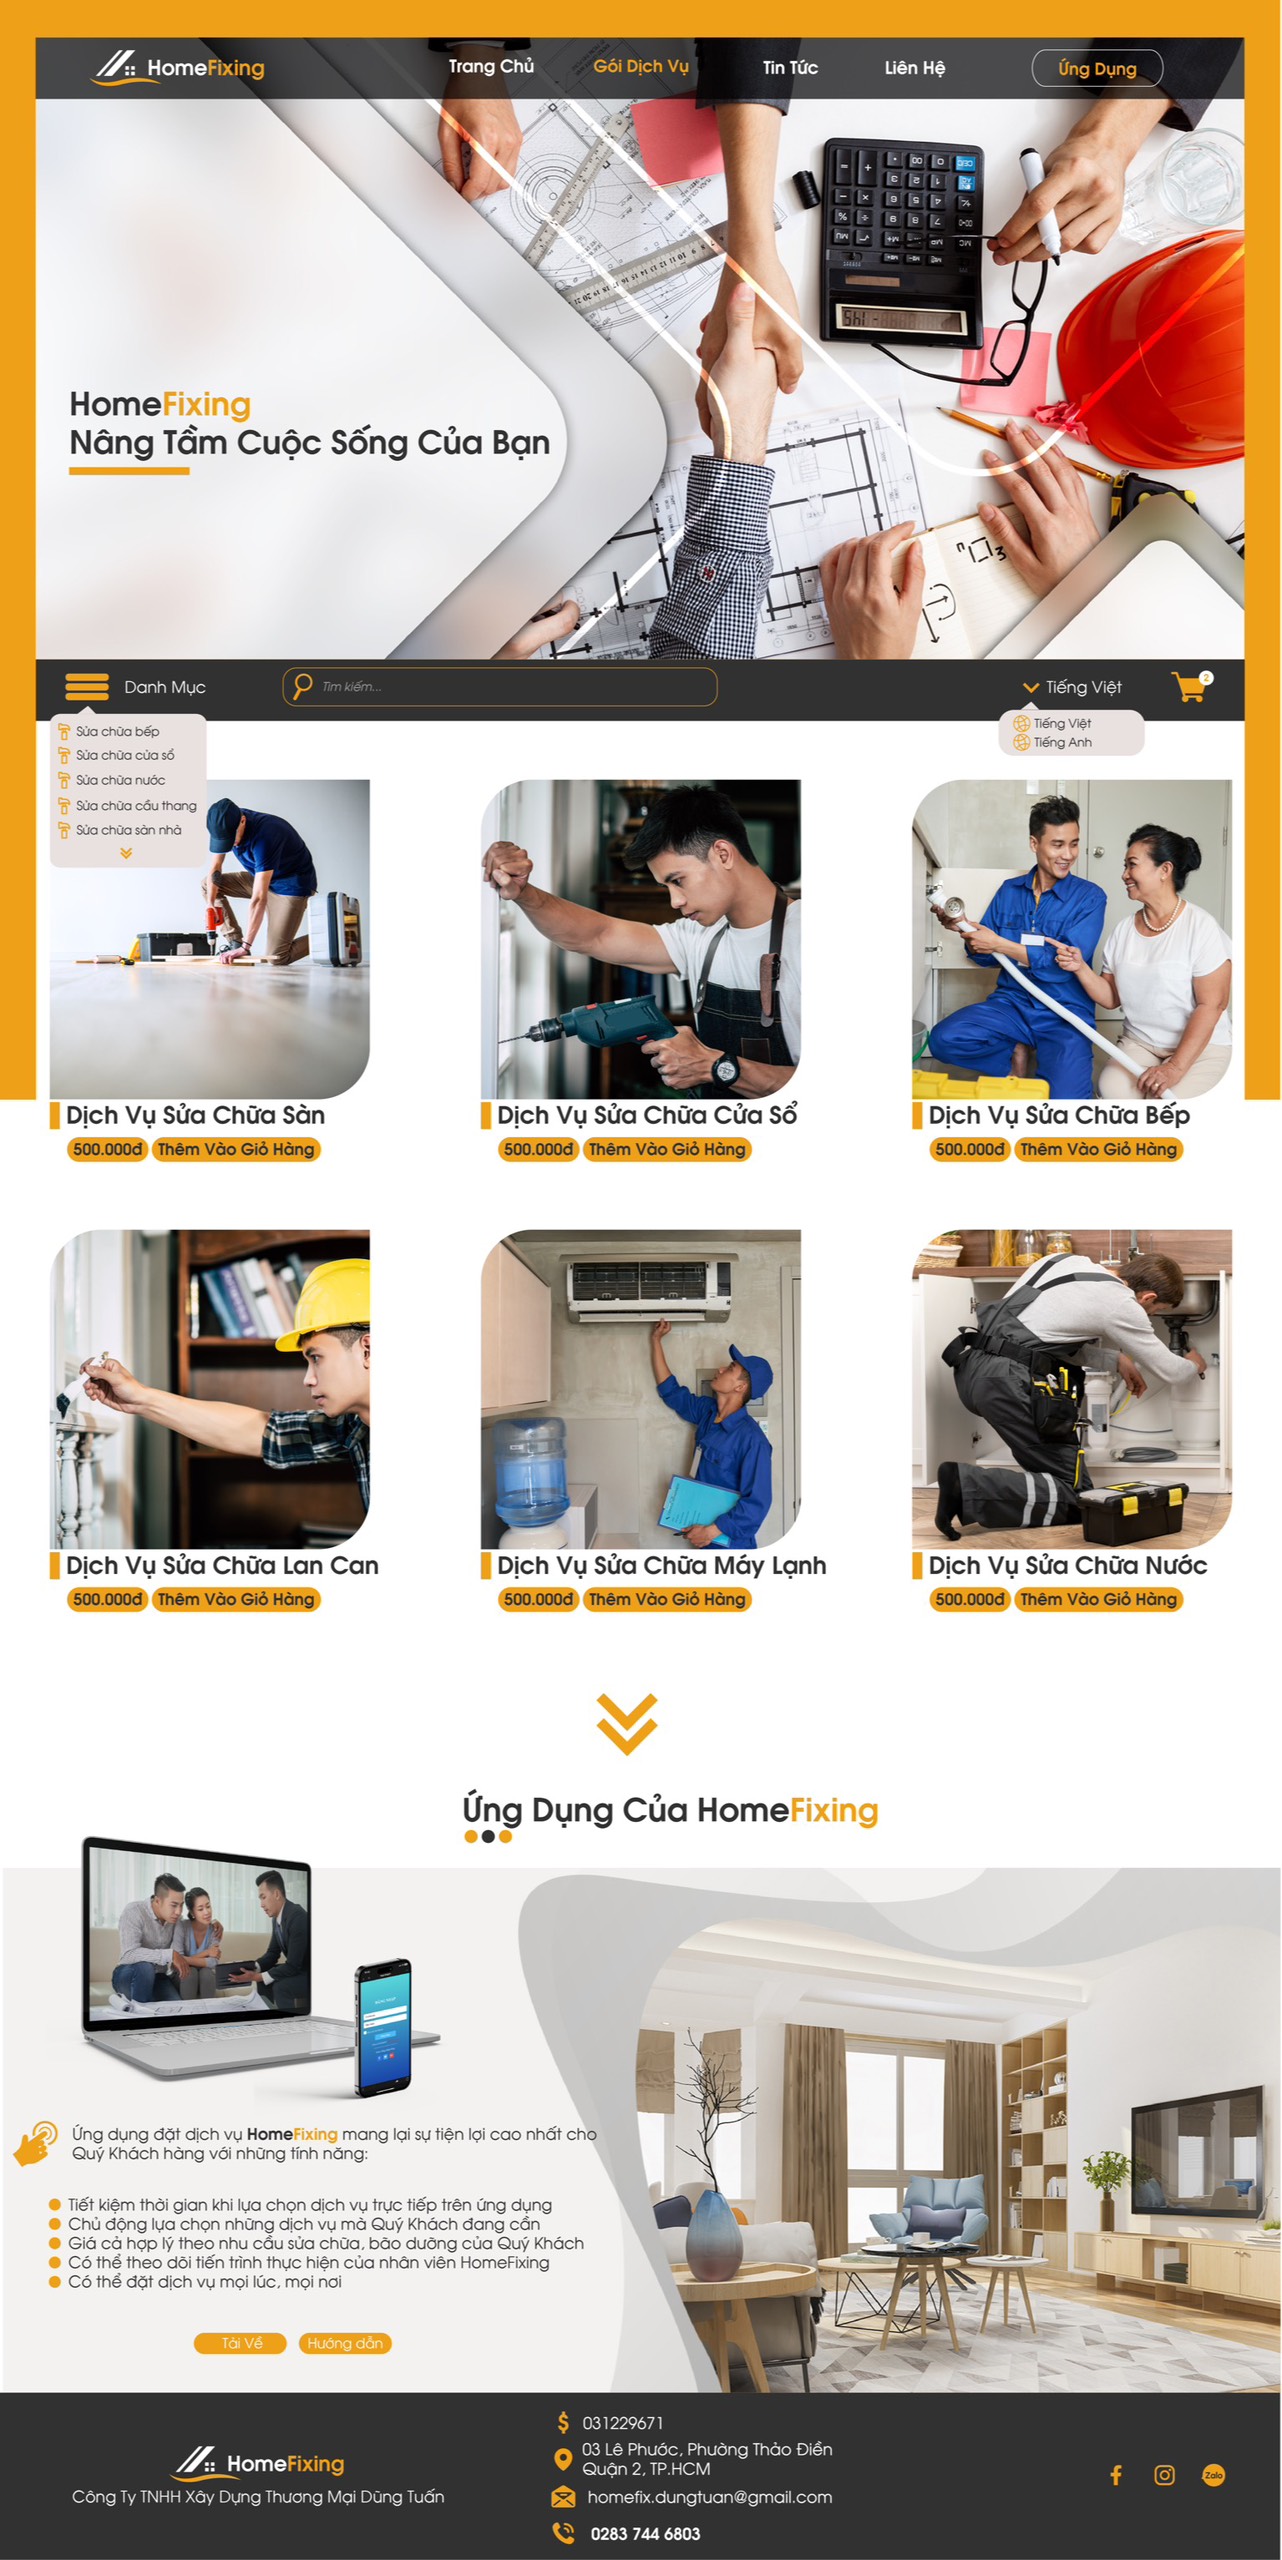 HomeFixing
Trang Chủ
Gói Dịch Vụ
Tin Tức
Liên Hệ
Ứng Dụng
HomeFixing
Nâng Tầm Cuộc Sống Của Bạn
Danh Mục
Tìm kiếm...
Tiếng Việt
2
Sửa chữa bếp
Sửa chữa cửa sổ
Sửa chữa nước
Sửa chữa cầu thang
Sửa chữa sàn nhà
Tiếng Việt
Tiếng Anh
Dịch Vụ Sửa Chữa Sàn
500.000đ Thêm Vào Giỏ Hàng
Dịch Vụ Sửa Chữa Cửa Sổ
500.000đ Thêm Vào Giỏ Hàng
Dịch Vụ Sửa Chữa Bếp
500.000đ Thêm Vào Giỏ Hàng
Dịch Vụ Sửa Chữa Lan Can
500.000đ Thêm Vào Giỏ Hàng
Dịch Vụ Sửa Chữa Máy Lạnh
500.000đ Thêm Vào Giỏ Hàng
Dịch Vụ Sửa Chữa Nước
500.000đ Thêm Vào Giỏ Hàng
Ứng Dụng Của HomeFixing
Ứng dụng đặt dịch vụ HomeFixing mang lại sự tiện lợi cao nhất cho
Quý Khách hàng với những tính năng:
Tiết kiệm thời gian khi lựa chọn dịch vụ trực tiếp trên ứng dụng
Chủ động lựa chọn những dịch vụ mà Quý Khách đang cần
Giá cả hợp lý theo nhu cầu sửa chữa, bão dưỡng của Quý Khách
Có thể theo dõi tiến trình thực hiện của nhân viên HomeFixing
Có thể đặt dịch vụ mọi lúc, mọi nơi
Tải Về
Hướng dẫn
HomeFixing
Công Ty TNHH Xây Dựng Thương Mại Dũng Tuấn
031229671
03 Lê Phước, Phường Thảo Điền
Quận 2, TP.HCM
homefix.dungtuan@gmail.com
0283 744 6803
Zalo